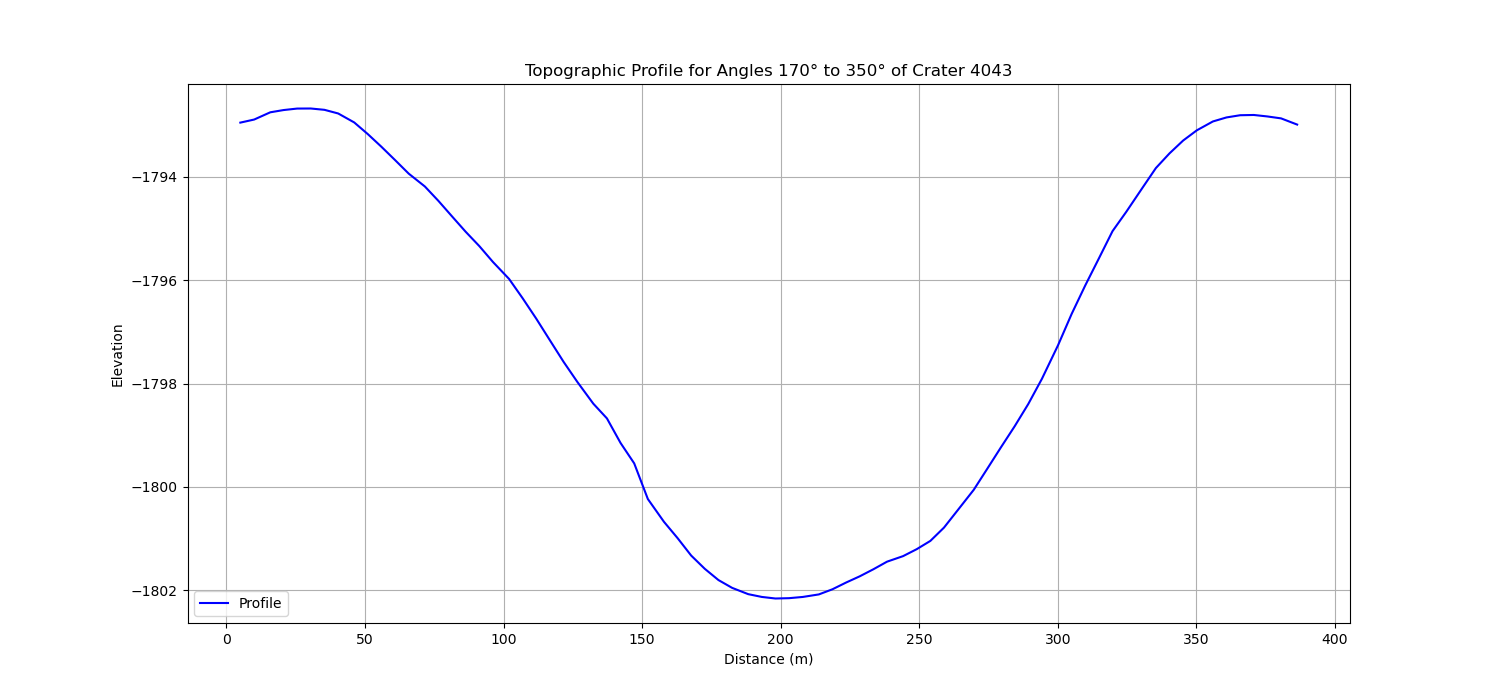 Topographic Profile for Angles 170° to 350° of Crater 4043
Elevation
−1794
−1796
−1798
−1800
−1802
Profile
0 50 100 150 200 250 300 350 400
Distance (m)